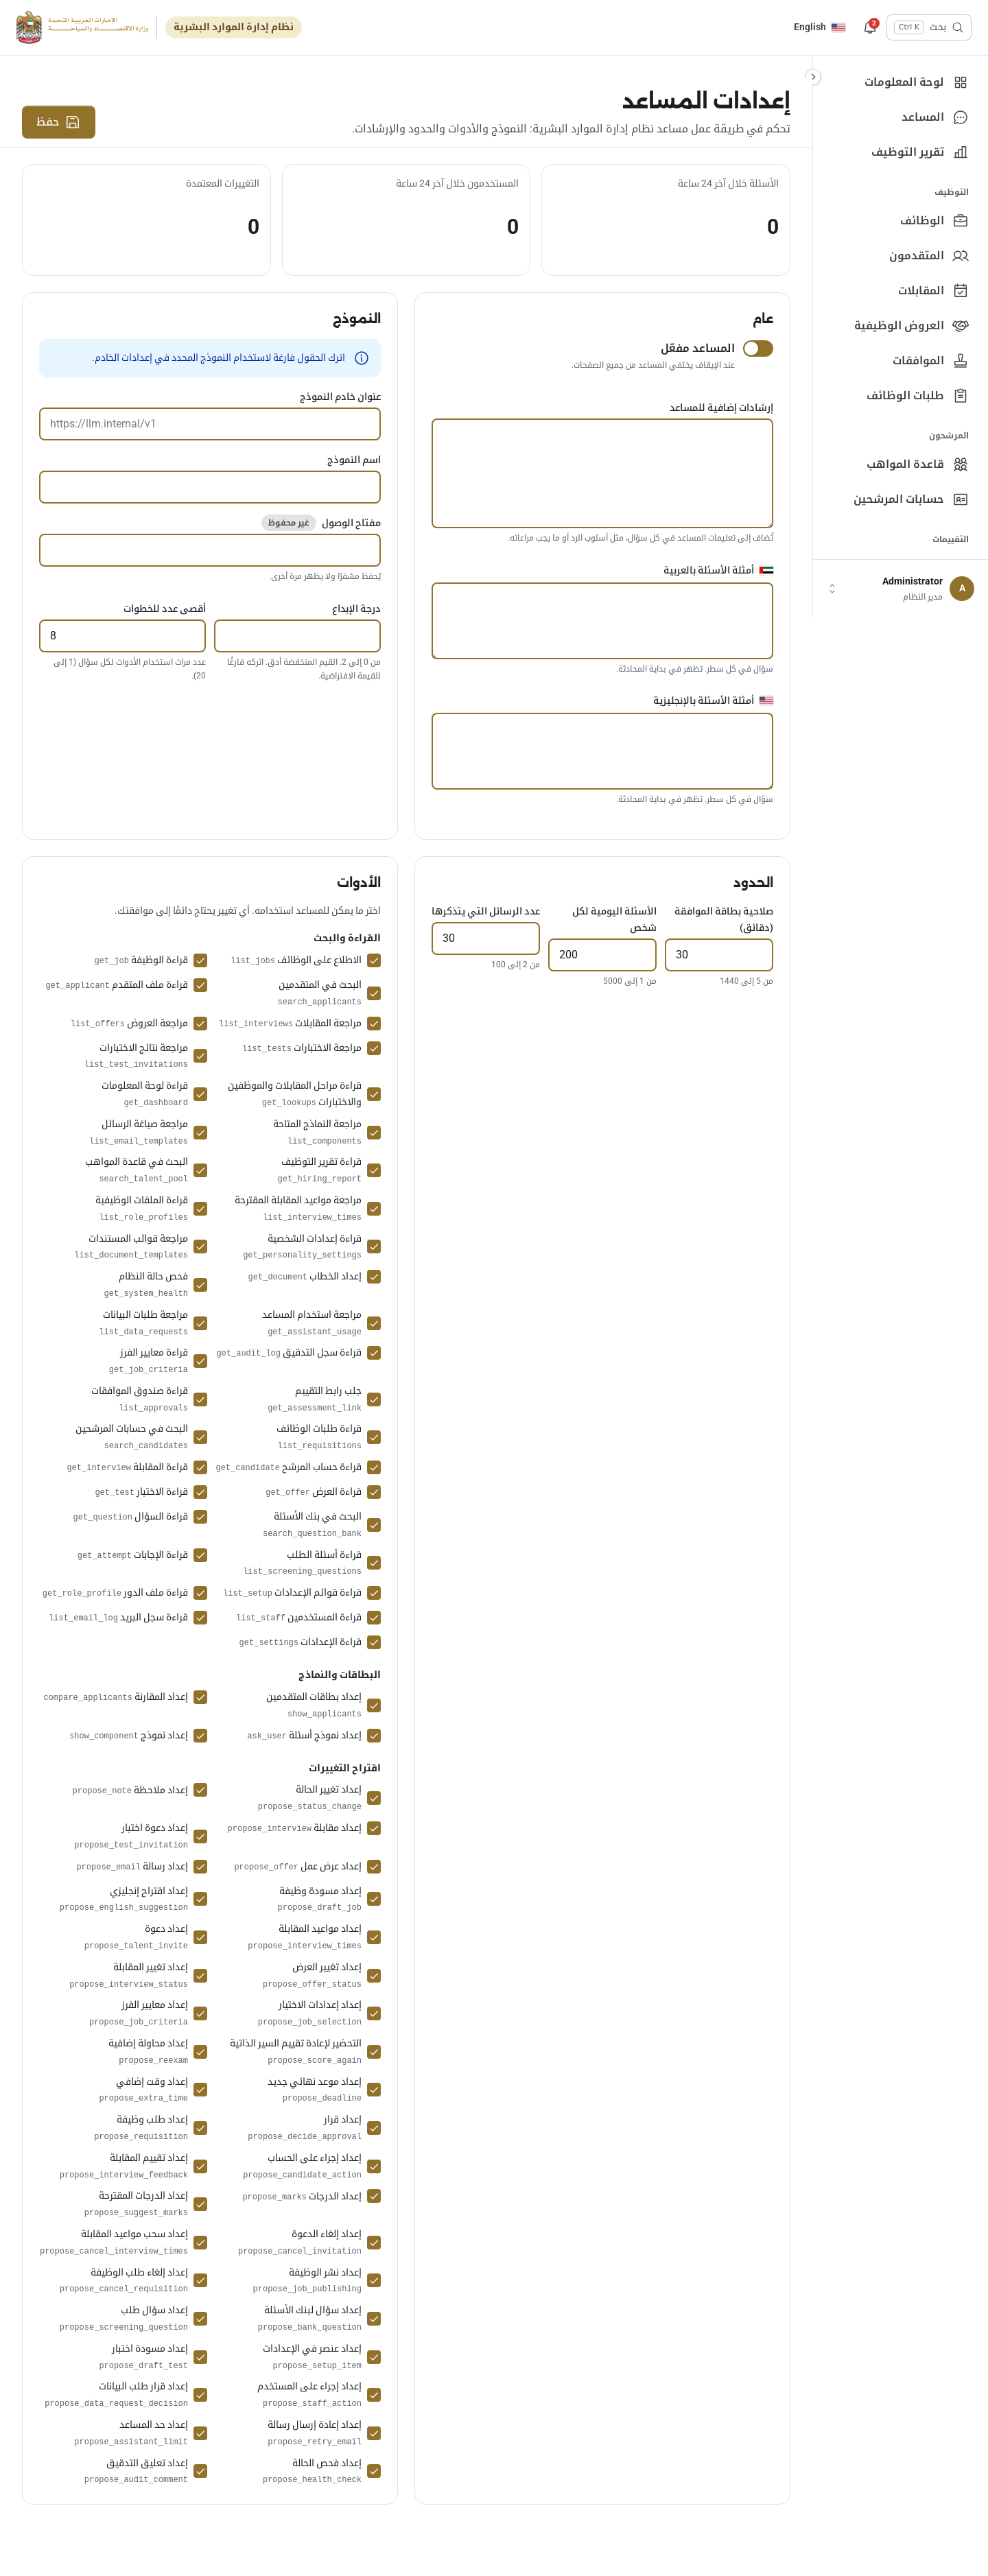 الإمارات العربية المتحدة
وزارة الاقتصاد والسياحة
نظام إدارة الموارد البشرية
English
2
بحث
Ctrl K
لوحة المعلومات
المساعد
تقرير التوظيف
التوظيف
الوظائف
المتقدمون
المقابلات
العروض الوظيفية
الموافقات
طلبات الوظائف
المرشحون
قاعدة المواهب
حسابات المرشحين
التقييمات
A
Administrator
مدير النظام
إعدادات المساعد
تحكم في طريقة عمل مساعد نظام إدارة الموارد البشرية: النموذج والأدوات والحدود والإرشادات.
حفظ
الأسئلة خلال آخر 24 ساعة
0
المستخدمون خلال آخر 24 ساعة
0
التغييرات المعتمدة
0
عام
المساعد مفعّل
عند الإيقاف يختفي المساعد من جميع الصفحات.
إرشادات إضافية للمساعد
تُضاف إلى تعليمات المساعد في كل سؤال، مثل أسلوب الرد أو ما يجب مراعاته.
أمثلة الأسئلة بالعربية
سؤال في كل سطر. تظهر في بداية المحادثة.
أمثلة الأسئلة بالإنجليزية
سؤال في كل سطر. تظهر في بداية المحادثة.
النموذج
اترك الحقول فارغة لاستخدام النموذج المحدد في إعدادات الخادم.
عنوان خادم النموذج
https://llm.internal/v1
اسم النموذج
مفتاح الوصول غير محفوظ
يُحفظ مشفرًا ولا يظهر مرة أخرى.
درجة الإبداع
من 0 إلى 2. القيم المنخفضة أدق. اتركه فارغًا
للقيمة الافتراضية.
أقصى عدد للخطوات
8
عدد مرات استخدام الأدوات لكل سؤال (1 إلى
20).
الحدود
صلاحية بطاقة الموافقة
(دقائق)
30
من 5 إلى 1440
الأسئلة اليومية لكل
شخص
200
من 1 إلى 5000
عدد الرسائل التي يتذكرها
30
من 2 إلى 100
الأدوات
اختر ما يمكن للمساعد استخدامه. أي تغيير يحتاج دائمًا إلى موافقتك.
القراءة والبحث
الاطلاع على الوظائف list_jobs
قراءة الوظيفة get_job
البحث في المتقدمين
search_applicants
قراءة ملف المتقدم get_applicant
مراجعة المقابلات list_interviews
مراجعة العروض list_offers
مراجعة الاختبارات list_tests
مراجعة نتائج الاختبارات
list_test_invitations
قراءة مراحل المقابلات والموظفين
والاختبارات get_lookups
قراءة لوحة المعلومات
get_dashboard
مراجعة النماذج المتاحة
list_components
مراجعة صياغة الرسائل
list_email_templates
قراءة تقرير التوظيف
get_hiring_report
البحث في قاعدة المواهب
search_talent_pool
مراجعة مواعيد المقابلة المقترحة
list_interview_times
قراءة الملفات الوظيفية
list_role_profiles
قراءة إعدادات الشخصية
get_personality_settings
مراجعة قوالب المستندات
list_document_templates
إعداد الخطاب get_document
فحص حالة النظام
get_system_health
مراجعة استخدام المساعد
get_assistant_usage
مراجعة طلبات البيانات
list_data_requests
قراءة سجل التدقيق get_audit_log
قراءة معايير الفرز
get_job_criteria
جلب رابط التقييم
get_assessment_link
قراءة صندوق الموافقات
list_approvals
قراءة طلبات الوظائف
list_requisitions
البحث في حسابات المرشحين
search_candidates
قراءة حساب المرشح get_candidate
قراءة المقابلة get_interview
قراءة العرض get_offer
قراءة الاختبار get_test
البحث في بنك الأسئلة
search_question_bank
قراءة السؤال get_question
قراءة أسئلة الطلب
list_screening_questions
قراءة الإجابات get_attempt
قراءة قوائم الإعدادات list_setup
قراءة ملف الدور get_role_profile
قراءة المستخدمين list_staff
قراءة سجل البريد list_email_log
قراءة الإعدادات get_settings
البطاقات والنماذج
إعداد بطاقات المتقدمين
show_applicants
إعداد المقارنة compare_applicants
إعداد نموذج أسئلة ask_user
إعداد نموذج show_component
اقتراح التغييرات
إعداد تغيير الحالة
propose_status_change
إعداد ملاحظة propose_note
إعداد مقابلة propose_interview
إعداد دعوة اختبار
propose_test_invitation
إعداد عرض عمل propose_offer
إعداد رسالة propose_email
إعداد مسودة وظيفة
propose_draft_job
إعداد اقتراح إنجليزي
propose_english_suggestion
إعداد مواعيد المقابلة
propose_interview_times
إعداد دعوة
propose_talent_invite
إعداد تغيير العرض
propose_offer_status
إعداد تغيير المقابلة
propose_interview_status
إعداد إعدادات الاختيار
propose_job_selection
إعداد معايير الفرز
propose_job_criteria
التحضير لإعادة تقييم السير الذاتية
propose_score_again
إعداد محاولة إضافية
propose_reexam
إعداد موعد نهائي جديد
propose_deadline
إعداد وقت إضافي
propose_extra_time
إعداد قرار
propose_decide_approval
إعداد طلب وظيفة
propose_requisition
إعداد إجراء على الحساب
propose_candidate_action
إعداد تقييم المقابلة
propose_interview_feedback
إعداد الدرجات propose_marks
إعداد الدرجات المقترحة
propose_suggest_marks
إعداد إلغاء الدعوة
propose_cancel_invitation
إعداد سحب مواعيد المقابلة
propose_cancel_interview_times
إعداد نشر الوظيفة
propose_job_publishing
إعداد إلغاء طلب الوظيفة
propose_cancel_requisition
إعداد سؤال لبنك الأسئلة
propose_bank_question
إعداد سؤال طلب
propose_screening_question
إعداد عنصر في الإعدادات
propose_setup_item
إعداد مسودة اختبار
propose_draft_test
إعداد إجراء على المستخدم
propose_staff_action
إعداد قرار طلب البيانات
propose_data_request_decision
إعداد إعادة إرسال رسالة
propose_retry_email
إعداد حد المساعد
propose_assistant_limit
إعداد فحص الحالة
propose_health_check
إعداد تعليق التدقيق
propose_audit_comment